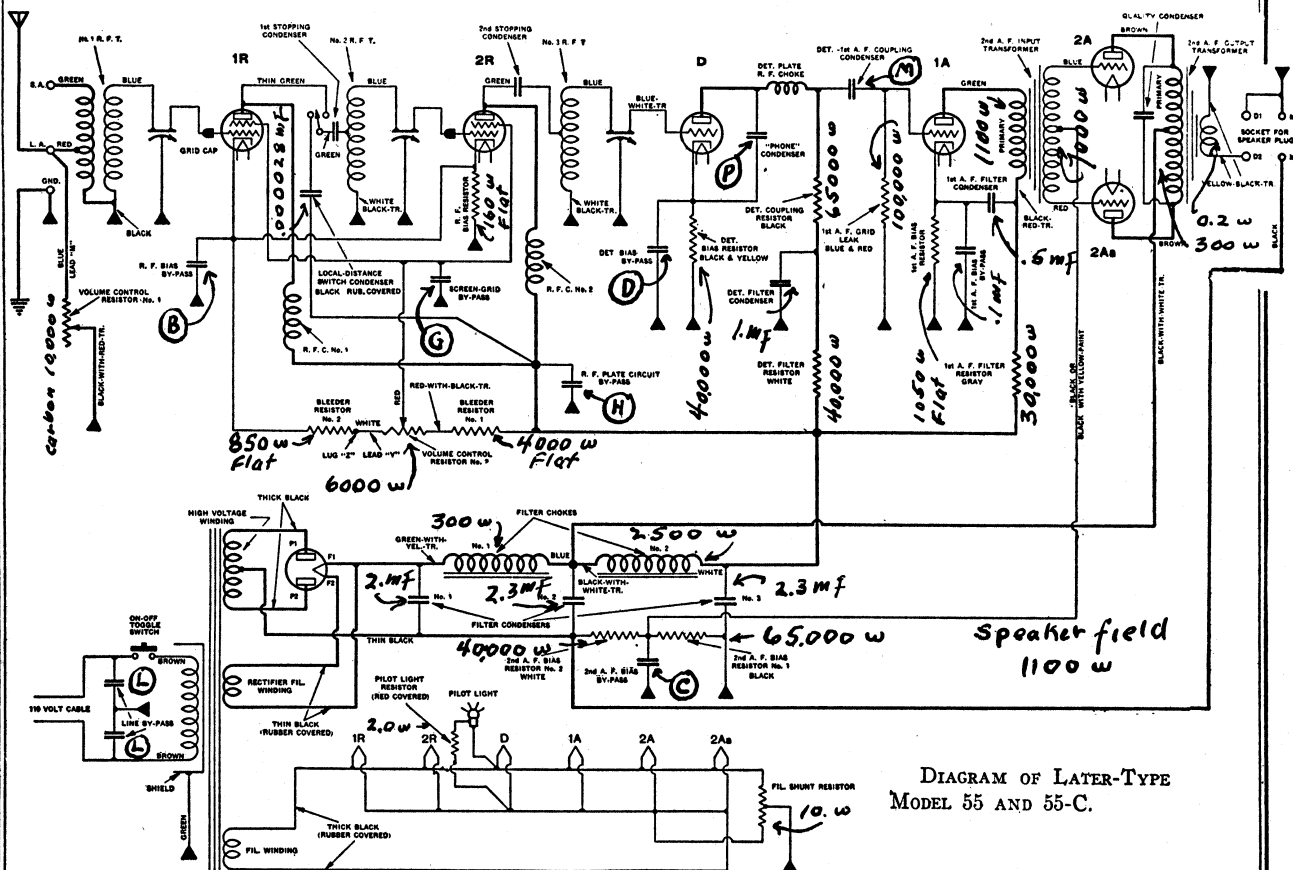 No. 1 R. F. T.
1R
1st STOPPING
CONDENSER
No. 2 R. F. T.
2R
2nd STOPPING
CONDENSER
No. 3 R. F. T
D
DET. PLATE
R. F. CHOKE
DET. -1st A. F. COUPLING
CONDENSER
M
1A
2nd A. F. INPUT
TRANSFORMER
2A
QUALITY CONDENSER
BROWN
2nd A. F. OUTPUT
TRANSFORMER
S.A.
GREEN
BLUE
THIN GREEN
BLUE
GREEN
BLUE
BLUE-
WHITE-TR
GREEN
BLUE
L. A.
RED
GRID CAP
GREEN
.000028 mf
R. F.
BIAS RESISTOR
160 w
Flat
"PHONE"
CONDENSER
P
65000 w
100,000 w
1100 w
PRIMARY
7000 w
PRIMARY
D1
D2
SOCKET FOR
SPEAKER PLUG
GND.
BLACK
WHITE
BLACK-TR.
WHITE
BLACK-TR.
DET. COUPLING
RESISTOR
BLACK
1st A. F. GRID
LEAK
BLUE & RED
1st A. F. FILTER
CONDENSER
BLACK-
RED-TR.
RED
2Aa
BROWN
YELLOW-BLACK-TR.
0.2 w
300 w
BLACK
BLUE
LEAD "M"
R. F. BIAS
BY-PASS
B
LOCAL-DISTANCE
SWITCH CONDENSER
BLACK RUB. COVERED
SCREEN-GRID
BY-PASS
G
R. F. C. No. 2
DET BIAS
BY-PASS
D
DET.
BIAS RESISTOR
BLACK & YELLOW
DET. FILTER
CONDENSER
1. mf
1st A. F. BIAS
RESISTOR
1st A. F. BIAS
BY-PASS
.1 mf
.5 mf
VOLUME CONTROL
RESISTOR-No. 1
carbon 10,000 w
BLACK-WITH-RED-TR.
R. F. C. No. 1
R. F. PLATE CIRCUIT
BY-PASS
H
40,000 w
DET. FILTER
RESISTOR
WHITE
40,000 w
1050 w
Flat
1st A. F. FILTER
RESISTOR
GRAY
30,000 w
BLACK OR
BLACK WITH YELLOW-PAINT
BLACK-WITH WHITE TR.
RED
RED-WITH-BLACK-TR.
BLEEDER
RESISTOR
No. 2
BLEEDER
RESISTOR
No. 1
WHITE
850 w
Flat
LUG "Z"
LEAD "Y"
VOLUME CONTROL
RESISTOR No. 2
4000 w
Flat
6000 w
THICK BLACK
HIGH VOLTAGE
WINDING
P1
F1
F2
P2
GREEN-WITH-
YEL.-TR.
300 w
FILTER CHOKES
No. 1
BLUE
2500 w
No. 2
WHITE
BLACK-WITH-
WHITE-TR.
2. mf
No. 1
2.3 mf
No. 2
No. 3
2.3 mf
FILTER CONDENSERS
THIN BLACK
40,000 w
2nd A. F. BIAS
RESISTOR No. 2
WHITE
2nd A. F. BIAS
BY-PASS
C
2nd A. F. BIAS
RESISTOR No. 1
BLACK
65,000 w
Speaker field
1100 w
ON-OFF
TOGGLE
SWITCH
BROWN
L
110 VOLT CABLE
LINE BY-PASS
L
BROWN
SHIELD
GREEN
RECTIFIER FIL.
WINDING
THIN BLACK
(RUBBER COVERED)
PILOT LIGHT
RESISTOR
(RED COVERED)
PILOT LIGHT
2.0 w
1R
2R
D
1A
2A
2Aa
FIL. SHUNT RESISTOR
10. w
THICK BLACK
(RUBBER COVERED)
FIL. WINDING
DIAGRAM OF LATER-TYPE
MODEL 55 AND 55-C.